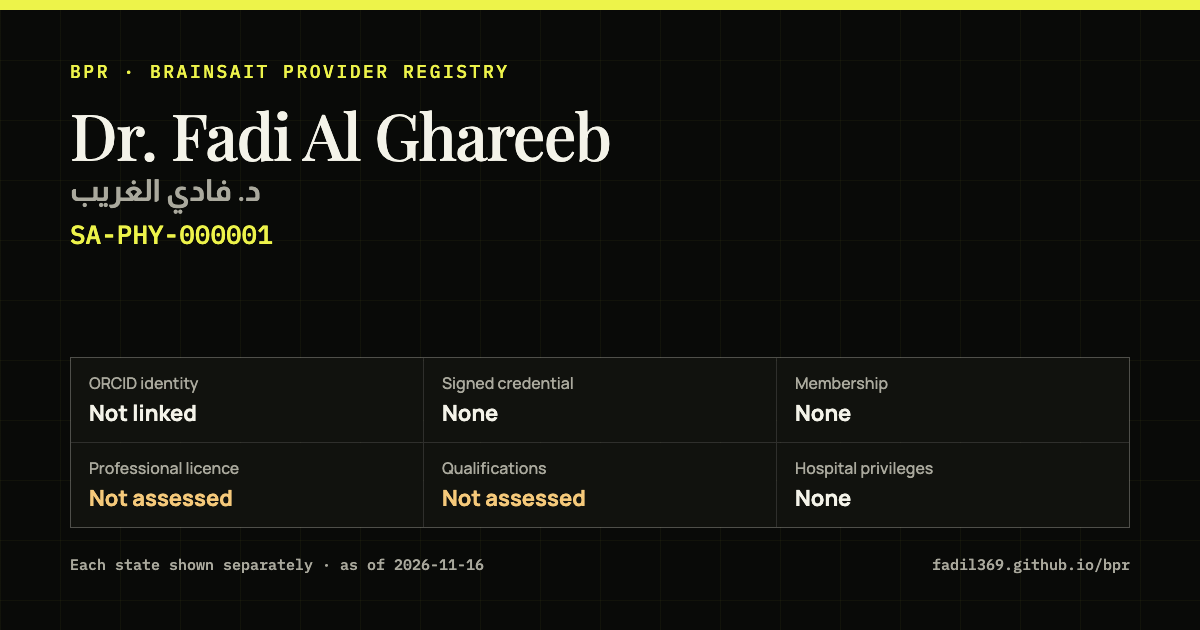 BPR · BRAINSAIT PROVIDER REGISTRY
Dr. Fadi Al Ghareeb
د. فادي الغريب
SA-PHY-000001
ORCID identity
Not linked
Signed credential
None
Membership
None
Professional licence
Not assessed
Qualifications
Not assessed
Hospital privileges
None
Each state shown separately · as of 2026-11-16
fadil369.github.io/bpr